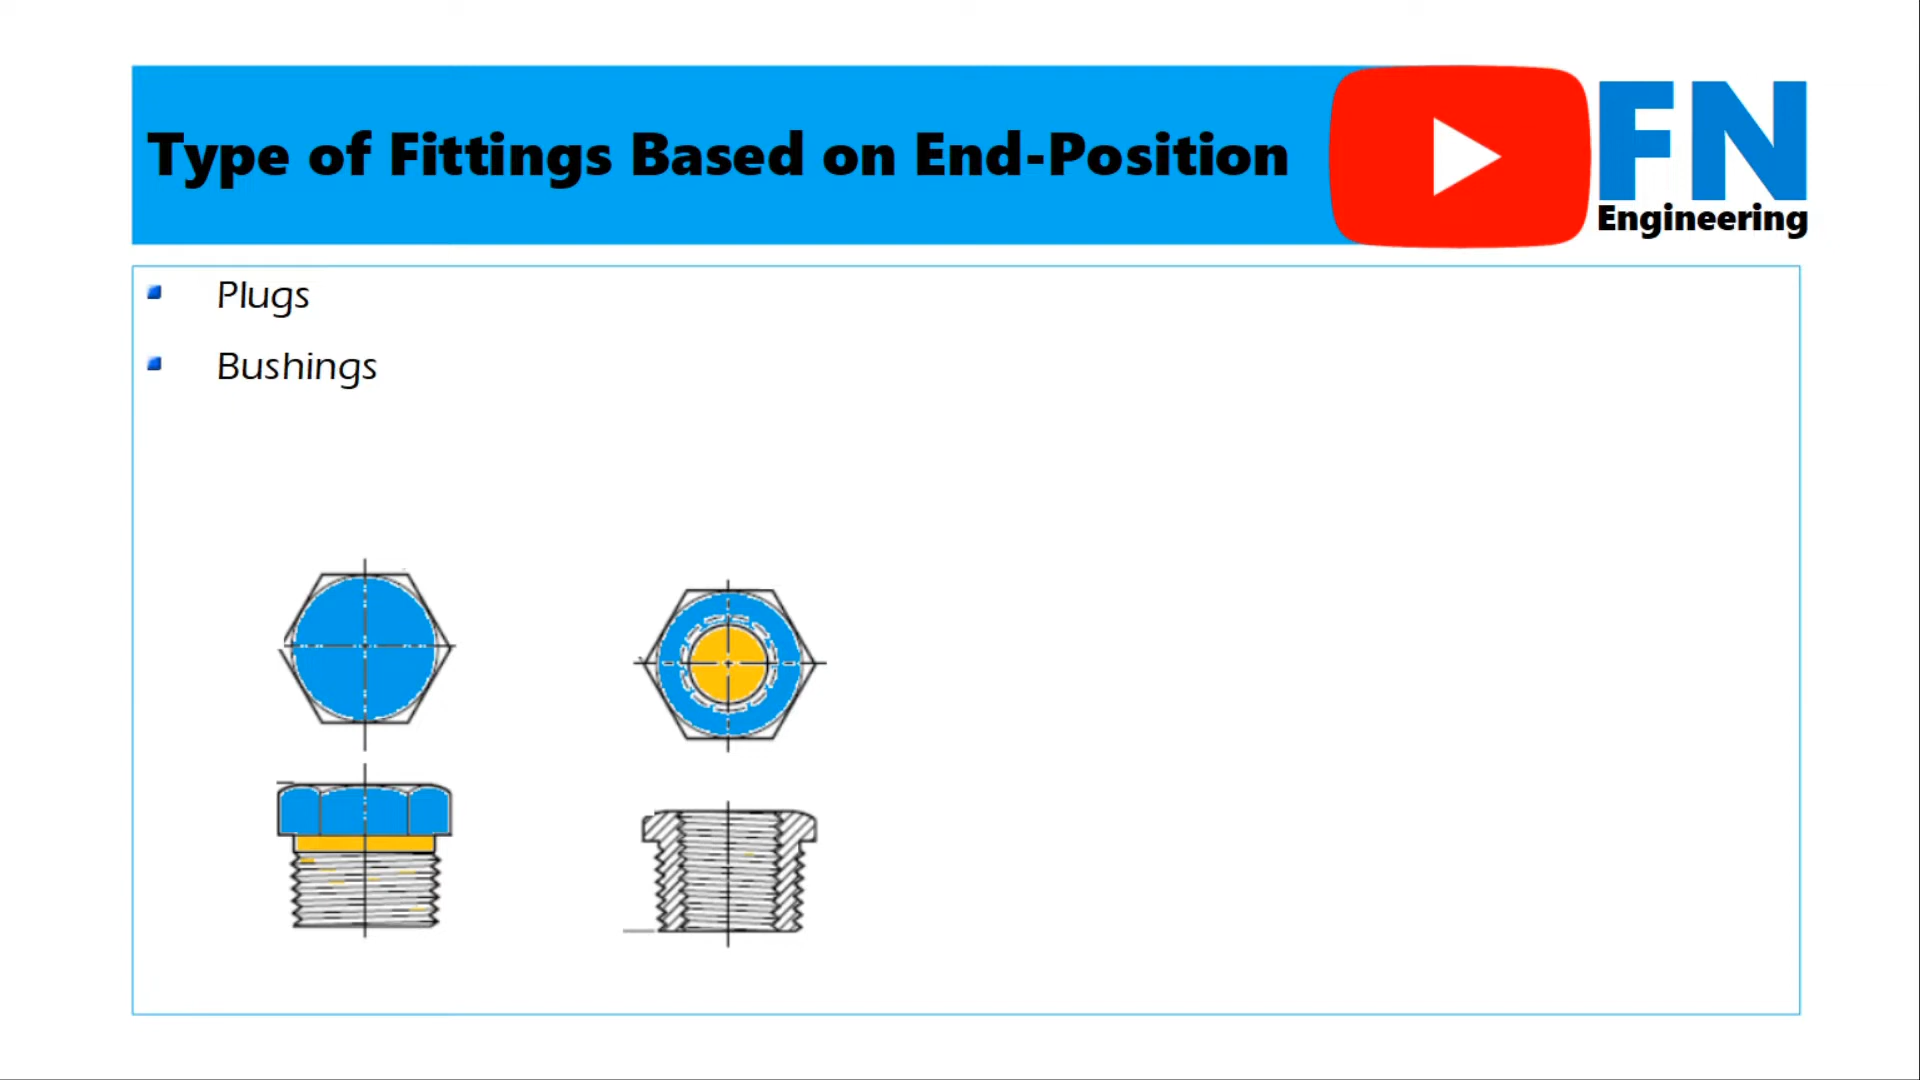 Type of Fittings Based on End-Position
FN
Engineering
Plugs
Bushings